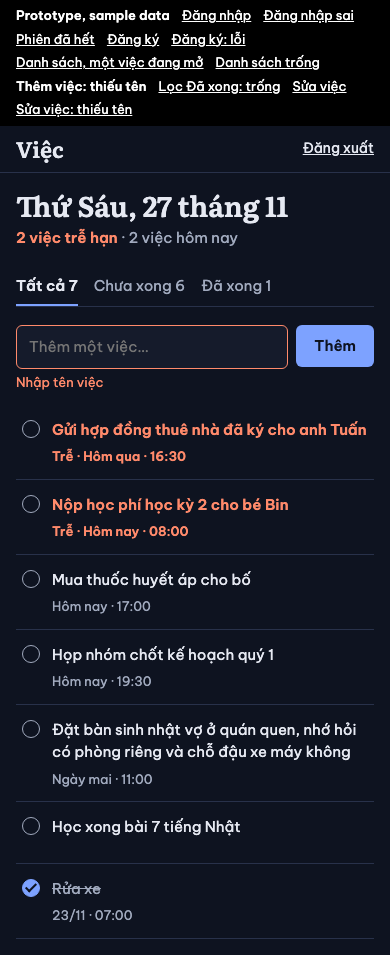 Prototype, sample data Đăng nhập Đăng nhập sai
Phiên đã hết Đăng ký Đăng ký: lỗi
Danh sách, một việc đang mở Danh sách trống
Thêm việc: thiếu tên Lọc Đã xong: trống Sửa việc
Sửa việc: thiếu tên
Việc Đăng xuất
Thứ Sáu, 27 tháng 11
2 việc trễ hạn · 2 việc hôm nay
Tất cả 7 Chưa xong 6 Đã xong 1
Thêm một việc... Thêm
Nhập tên việc
Gửi hợp đồng thuê nhà đã ký cho anh Tuấn
Trễ · Hôm qua · 16:30
Nộp học phí học kỳ 2 cho bé Bin
Trễ · Hôm nay · 08:00
Mua thuốc huyết áp cho bố
Hôm nay · 17:00
Họp nhóm chốt kế hoạch quý 1
Hôm nay · 19:30
Đặt bàn sinh nhật vợ ở quán quen, nhớ hỏi
có phòng riêng và chỗ đậu xe máy không
Ngày mai · 11:00
Học xong bài 7 tiếng Nhật
Rửa xe
23/11 · 07:00